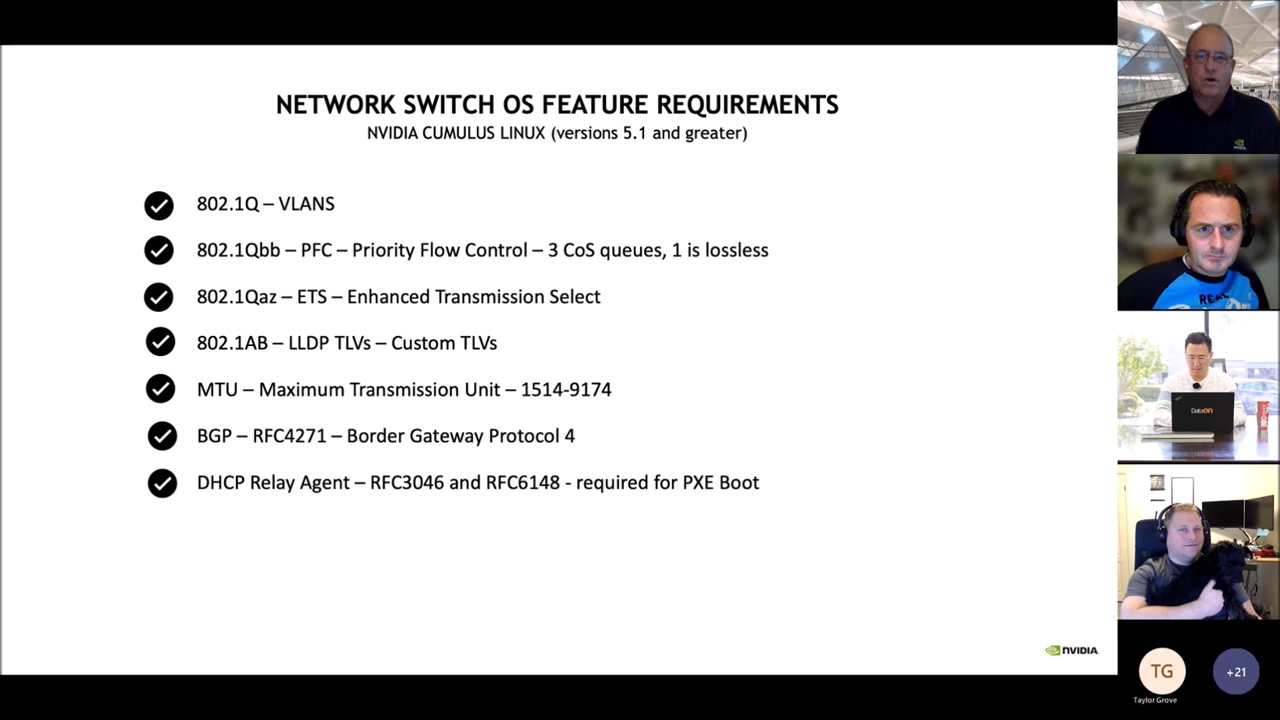 NETWORK SWITCH OS FEATURE REQUIREMENTS
NVIDIA CUMULUS LINUX (versions 5.1 and greater)
802.1Q – VLANS
802.1Qbb – PFC – Priority Flow Control – 3 CoS queues, 1 is lossless
802.1Qaz – ETS – Enhanced Transmission Select
802.1AB – LLDP TLVs – Custom TLVs
MTU – Maximum Transmission Unit – 1514-9174
BGP – RFC4271 – Border Gateway Protocol 4
DHCP Relay Agent – RFC3046 and RFC6148 - required for PXE Boot
NVIDIA.
NVIDIA.
DataON
TG
+21
Taylor Grove